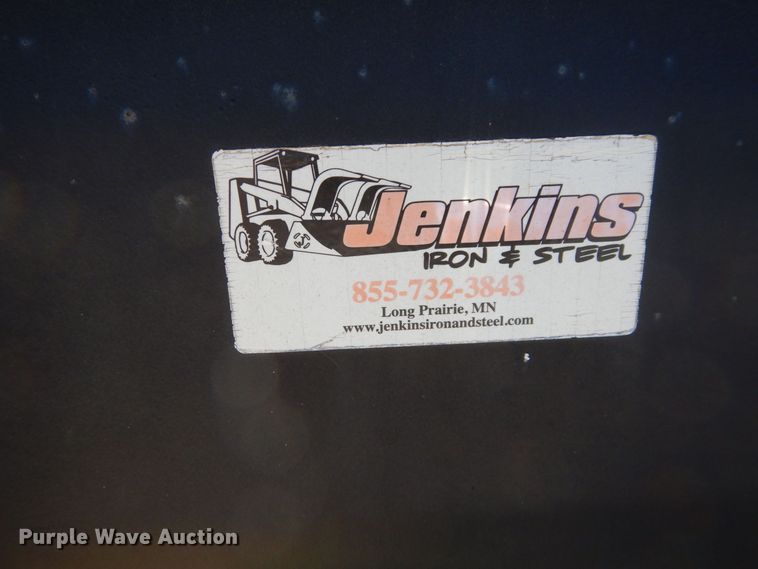 Jenkins
IRON & STEEL
855-732-3843
Long Prairie, MN
www.jenkinsironandsteel.com
Purple Wave Auction